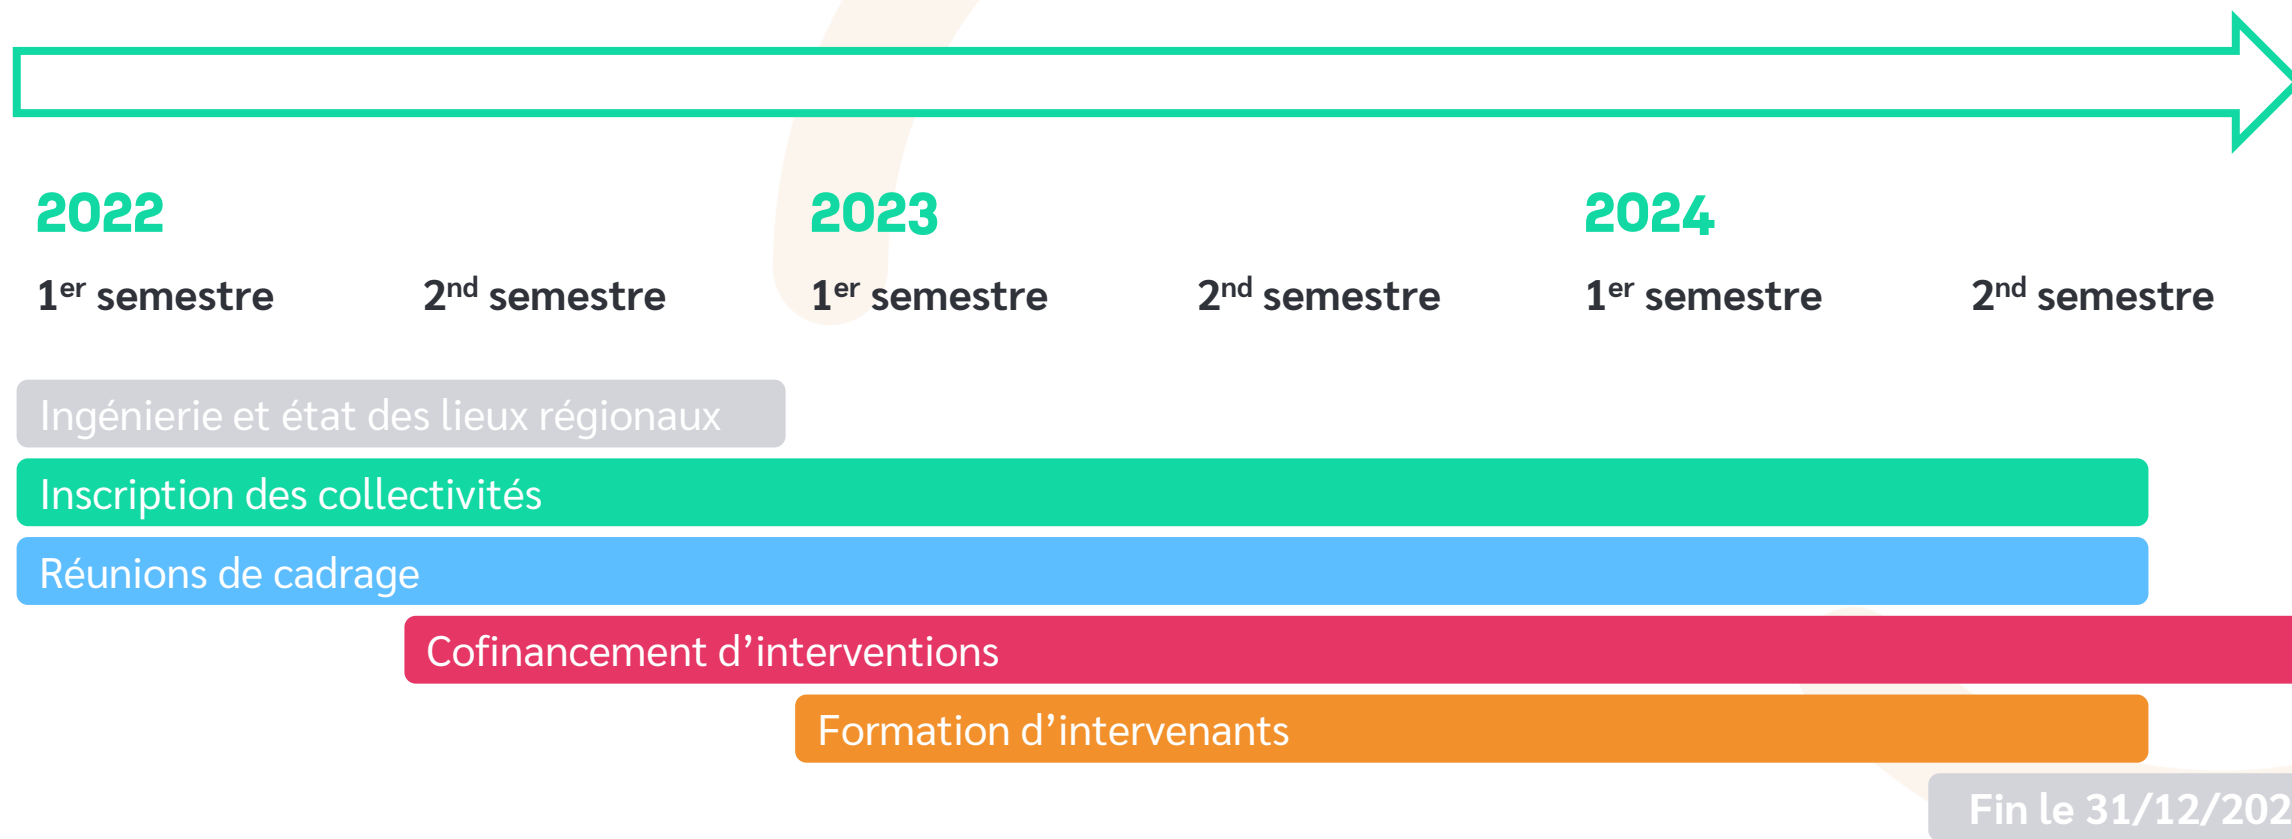 2022 2023 2024
1er semestre 2nd semestre 1er semestre 2nd semestre 1er semestre 2nd semestre
Ingénierie et état des lieux régionaux
Inscription des collectivités
Réunions de cadrage
Cofinancement d’interventions
Formation d’intervenants
Fin le 31/12/202